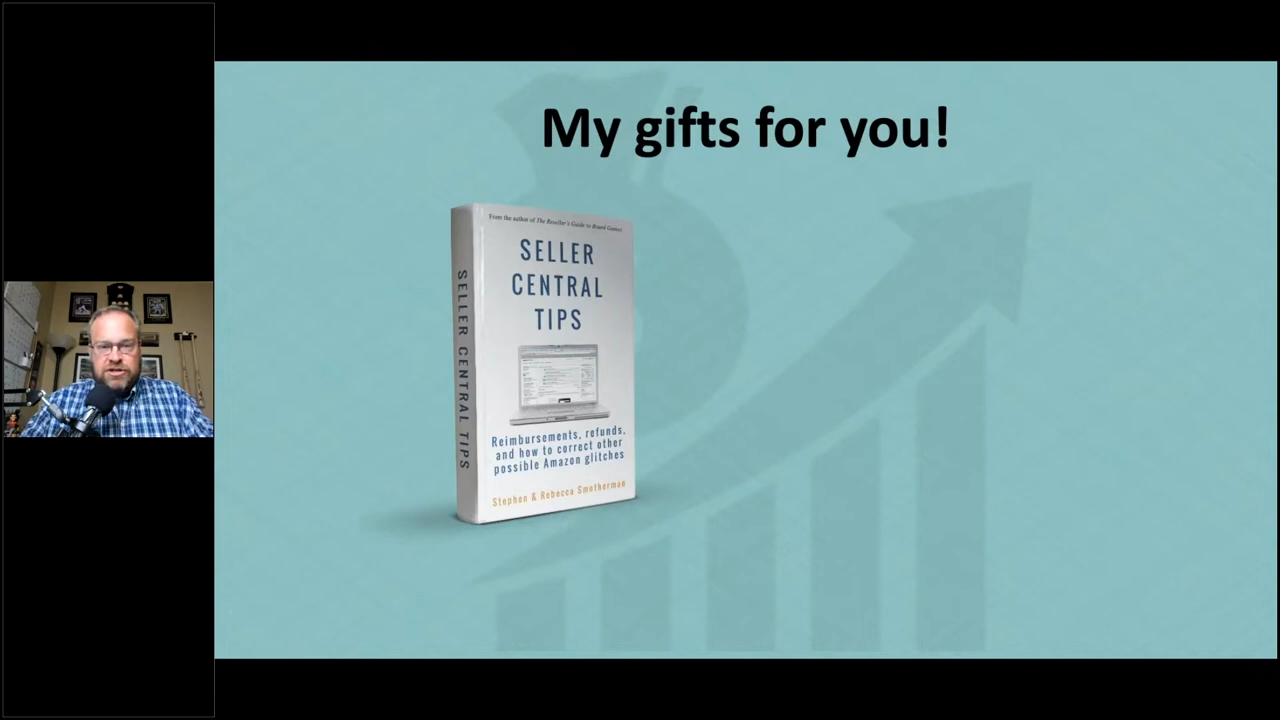 My gifts for you!
From the author of The Reseller's Guide to Board Games
SELLER
CENTRAL
TIPS
SELLER CENTRAL TIPS
Reimbursements, refunds,
and how to correct other
possible Amazon glitches
Stephen & Rebecca Smotherman